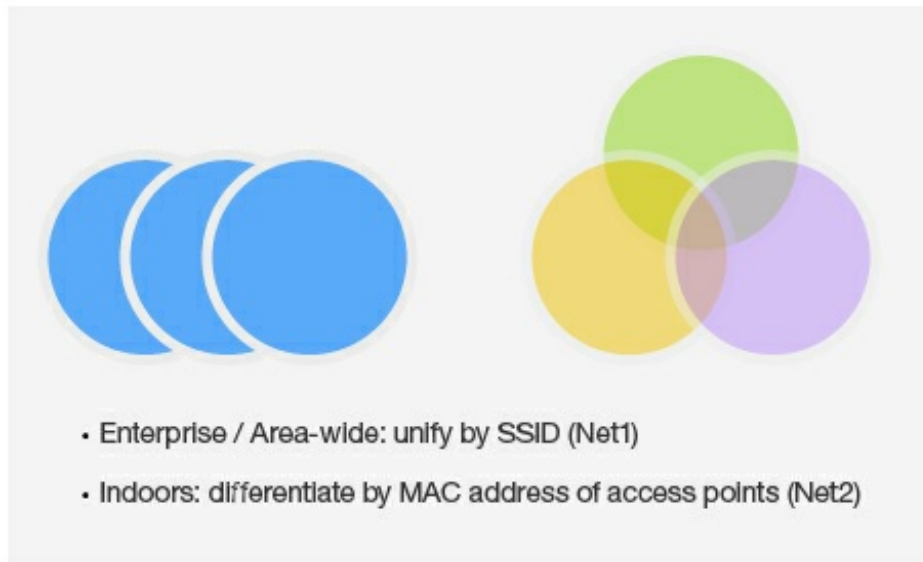 • Enterprise / Area-wide: unify by SSID (Net1)
• Indoors: differentiate by MAC address of access points (Net2)